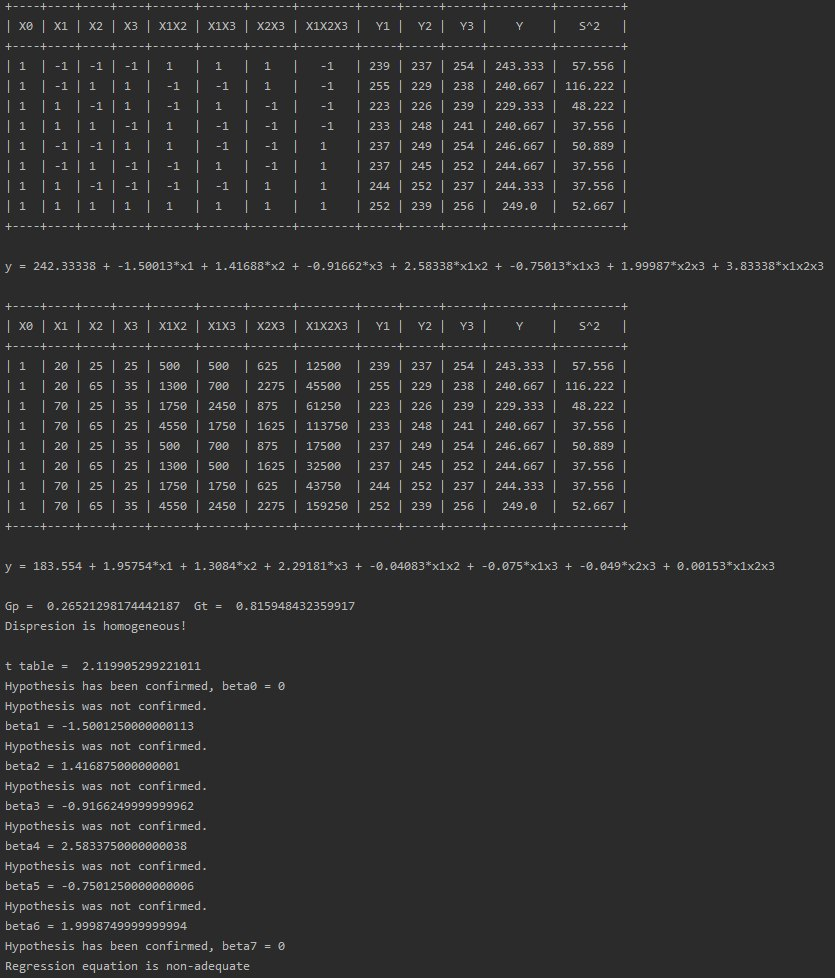 +----+----+----+----+------+------+------+--------+-----+-----+-----+---------+---------+
| X0 | X1 | X2 | X3 | X1X2 | X1X3 | X2X3 | X1X2X3 | Y1 | Y2 | Y3 | Y | S^2 |
+----+----+----+----+------+------+------+--------+-----+-----+-----+---------+---------+
| 1 | -1 | -1 | -1 | 1 | 1 | 1 | -1 | 239 | 237 | 254 | 243.333 | 57.556 |
| 1 | -1 | 1 | 1 | -1 | -1 | 1 | -1 | 255 | 229 | 238 | 240.667 | 116.222 |
| 1 | 1 | -1 | 1 | -1 | 1 | -1 | -1 | 223 | 226 | 239 | 229.333 | 48.222 |
| 1 | 1 | 1 | -1 | 1 | -1 | -1 | -1 | 233 | 248 | 241 | 240.667 | 37.556 |
| 1 | -1 | -1 | 1 | 1 | -1 | -1 | 1 | 237 | 249 | 254 | 246.667 | 50.889 |
| 1 | -1 | 1 | -1 | -1 | 1 | -1 | 1 | 237 | 245 | 252 | 244.667 | 37.556 |
| 1 | 1 | -1 | -1 | -1 | -1 | 1 | 1 | 244 | 252 | 237 | 244.333 | 37.556 |
| 1 | 1 | 1 | 1 | 1 | 1 | 1 | 1 | 252 | 239 | 256 | 249.0 | 52.667 |
+----+----+----+----+------+------+------+--------+-----+-----+-----+---------+---------+
y = 242.33338 + -1.50013*x1 + 1.41688*x2 + -0.91662*x3 + 2.58338*x1x2 + -0.75013*x1x3 + 1.99987*x2x3 + 3.83338*x1x2x3
+----+----+----+----+------+------+------+--------+-----+-----+-----+---------+---------+
| X0 | X1 | X2 | X3 | X1X2 | X1X3 | X2X3 | X1X2X3 | Y1 | Y2 | Y3 | Y | S^2 |
+----+----+----+----+------+------+------+--------+-----+-----+-----+---------+---------+
| 1 | 20 | 25 | 25 | 500 | 500 | 625 | 12500 | 239 | 237 | 254 | 243.333 | 57.556 |
| 1 | 20 | 65 | 35 | 1300 | 700 | 2275 | 45500 | 255 | 229 | 238 | 240.667 | 116.222 |
| 1 | 70 | 25 | 35 | 1750 | 2450 | 875 | 61250 | 223 | 226 | 239 | 229.333 | 48.222 |
| 1 | 70 | 65 | 25 | 4550 | 1750 | 1625 | 113750 | 233 | 248 | 241 | 240.667 | 37.556 |
| 1 | 20 | 25 | 35 | 500 | 700 | 875 | 17500 | 237 | 249 | 254 | 246.667 | 50.889 |
| 1 | 20 | 65 | 25 | 1300 | 500 | 1625 | 32500 | 237 | 245 | 252 | 244.667 | 37.556 |
| 1 | 70 | 25 | 25 | 1750 | 1750 | 625 | 43750 | 244 | 252 | 237 | 244.333 | 37.556 |
| 1 | 70 | 65 | 35 | 4550 | 2450 | 2275 | 159250 | 252 | 239 | 256 | 249.0 | 52.667 |
+----+----+----+----+------+------+------+--------+-----+-----+-----+---------+---------+
y = 183.554 + 1.95754*x1 + 1.3084*x2 + 2.29181*x3 + -0.04083*x1x2 + -0.075*x1x3 + -0.049*x2x3 + 0.00153*x1x2x3
Gp =  0.26521298174442187  Gt =  0.815948432359917
Dispresion is homogeneous!
t table =  2.119905299221011
Hypothesis has been confirmed, beta0 = 0
Hypothesis was not confirmed.
beta1 = -1.5001250000000113
Hypothesis was not confirmed.
beta2 = 1.416875000000001
Hypothesis was not confirmed.
beta3 = -0.9166249999999962
Hypothesis was not confirmed.
beta4 = 2.5833750000000038
Hypothesis was not confirmed.
beta5 = -0.7501250000000006
Hypothesis was not confirmed.
beta6 = 1.9998749999999994
Hypothesis has been confirmed, beta7 = 0
Regression equation is non-adequate